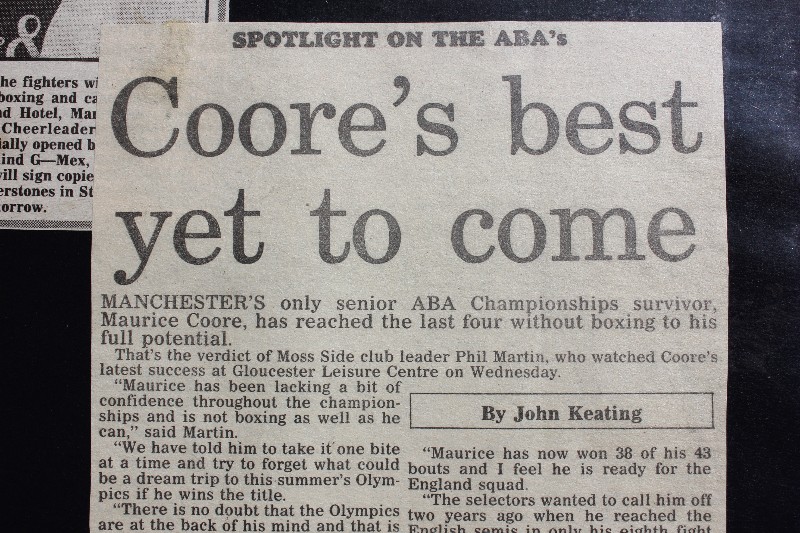 &
he fighters wi
boxing and ca
nd Hotel, Mar
Cheerleader
ially opened b
ind G—Mex,
vill sign copie
erstones in St
orrow.
SPOTLIGHT ON THE ABA's
Coore's best
yet to come
MANCHESTER'S only senior ABA Championships survivor,
Maurice Coore, has reached the last four without boxing to his
full potential.
That's the verdict of Moss Side club leader Phil Martin, who watched Coore's
latest success at Gloucester Leisure Centre on Wednesday.
"Maurice has been lacking a bit of
confidence throughout the champion-
ships and is not boxing as well as he
can," said Martin.
"We have told him to take it one bite
at a time and try to forget what could
be a dream trip to this summer's Olym-
pics if he wins the title.
"There is no doubt that the Olympics
are at the back of his mind and that is
By John Keating
"Maurice has now won 38 of his 43
bouts and I feel he is ready for the
England squad.
"The selectors wanted to call him off
two years ago when he reached the
English semis in only his eighth fight